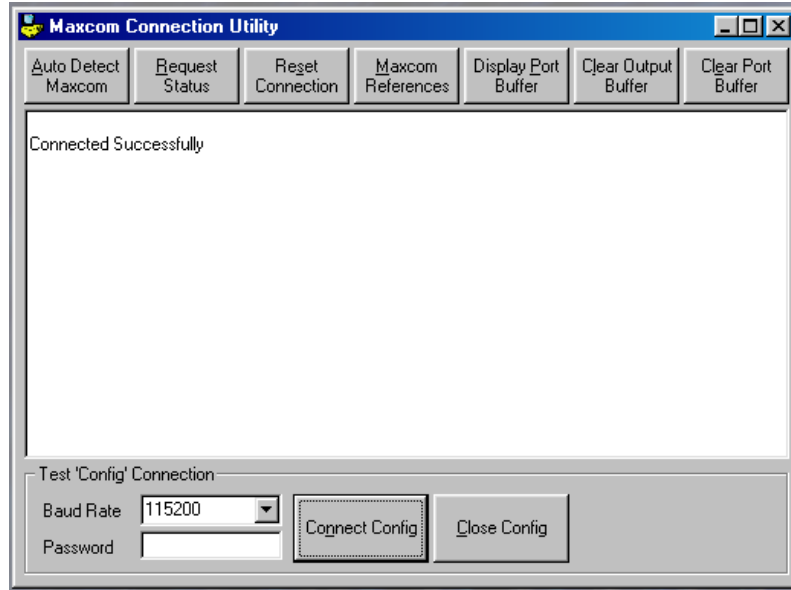 Maxcom Connection Utility
Auto Detect Maxcom
Request Status
Reset Connection
Maxcom References
Display Port Buffer
Clear Output Buffer
Clear Port Buffer
Connected Successfully
Test 'Config' Connection
Baud Rate
115200
Password
Connect Config
Close Config